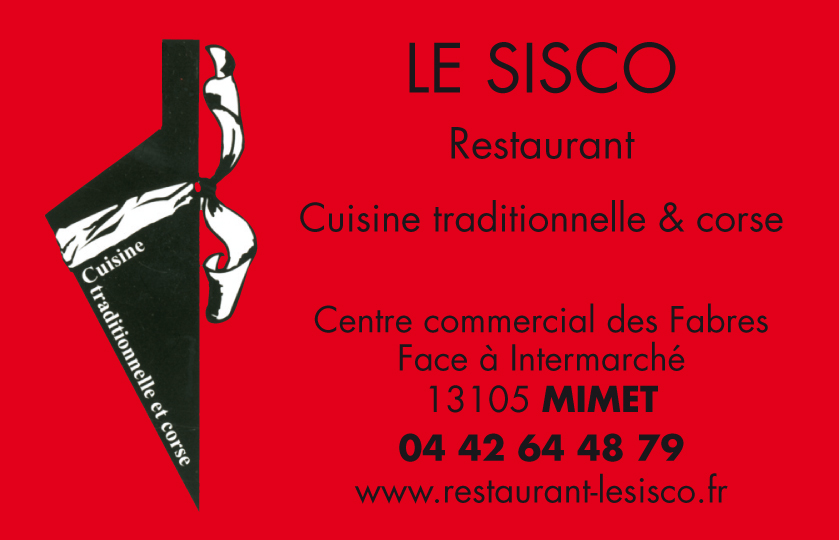 LE SISCO
Restaurant
Cuisine traditionnelle & corse
Cuisine
traditionnelle et corse
Centre commercial des Fabres
Face à Intermarché
13105 MIMET
04 42 64 48 79
www.restaurant-lesisco.fr